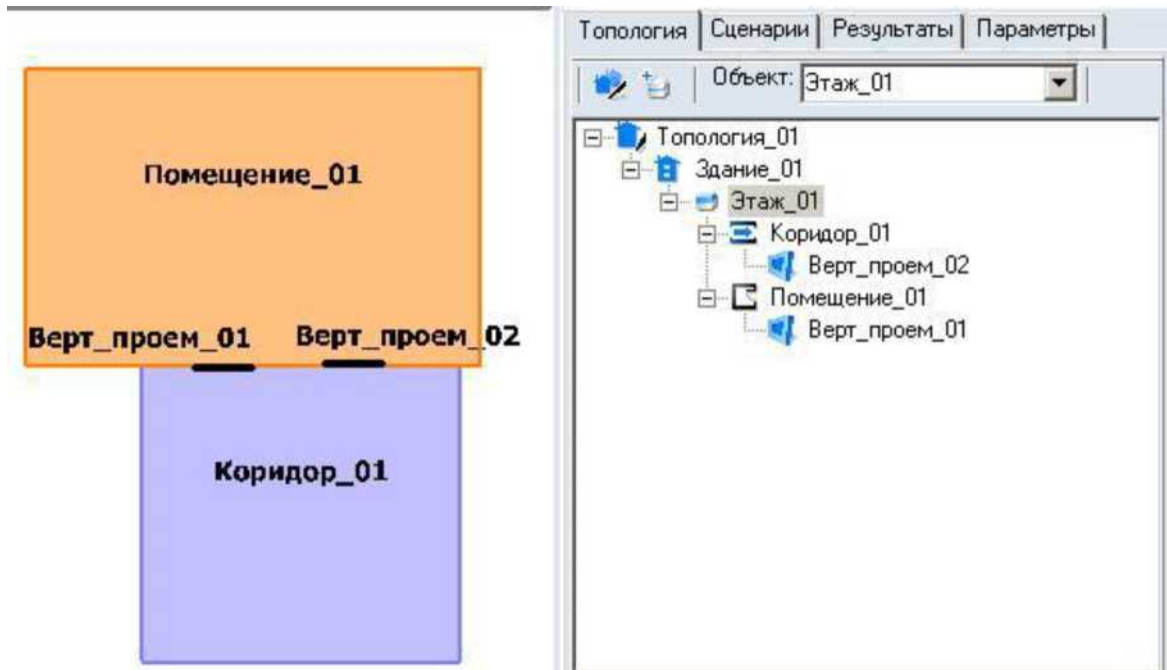 Помещение_01
Верт_проем_01
Верт_проем_02
Коридор_01
Топология Сценарии Результаты Параметры
Объект: Этаж_01
Топология_01
Здание_01
Этаж_01
Коридор_01
Верт_проем_02
Помещение_01
Верт_проем_01